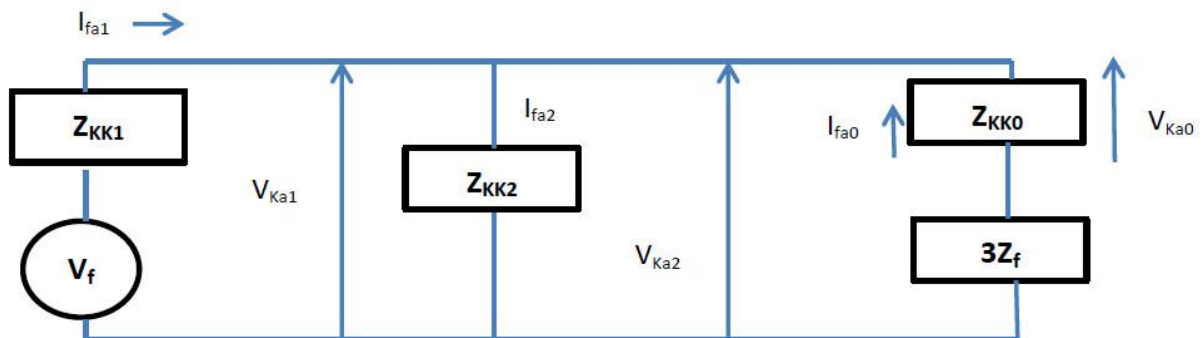 Ifa1
ZKK1
Ifa2
ZKK0
Ifa0
VKa0
VKa1
ZKK2
Vf
VKa2
3Zf